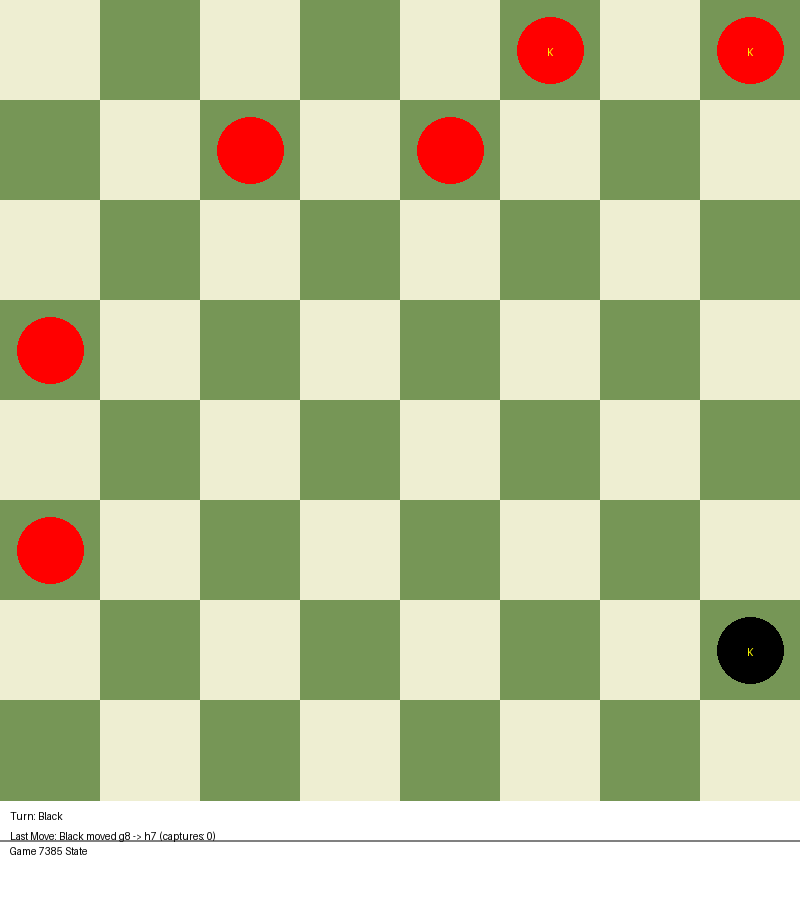 K K
K
Turn: Black
Last Move: Black moved g8 -> h7 (captures: 0)
Game 7385 State